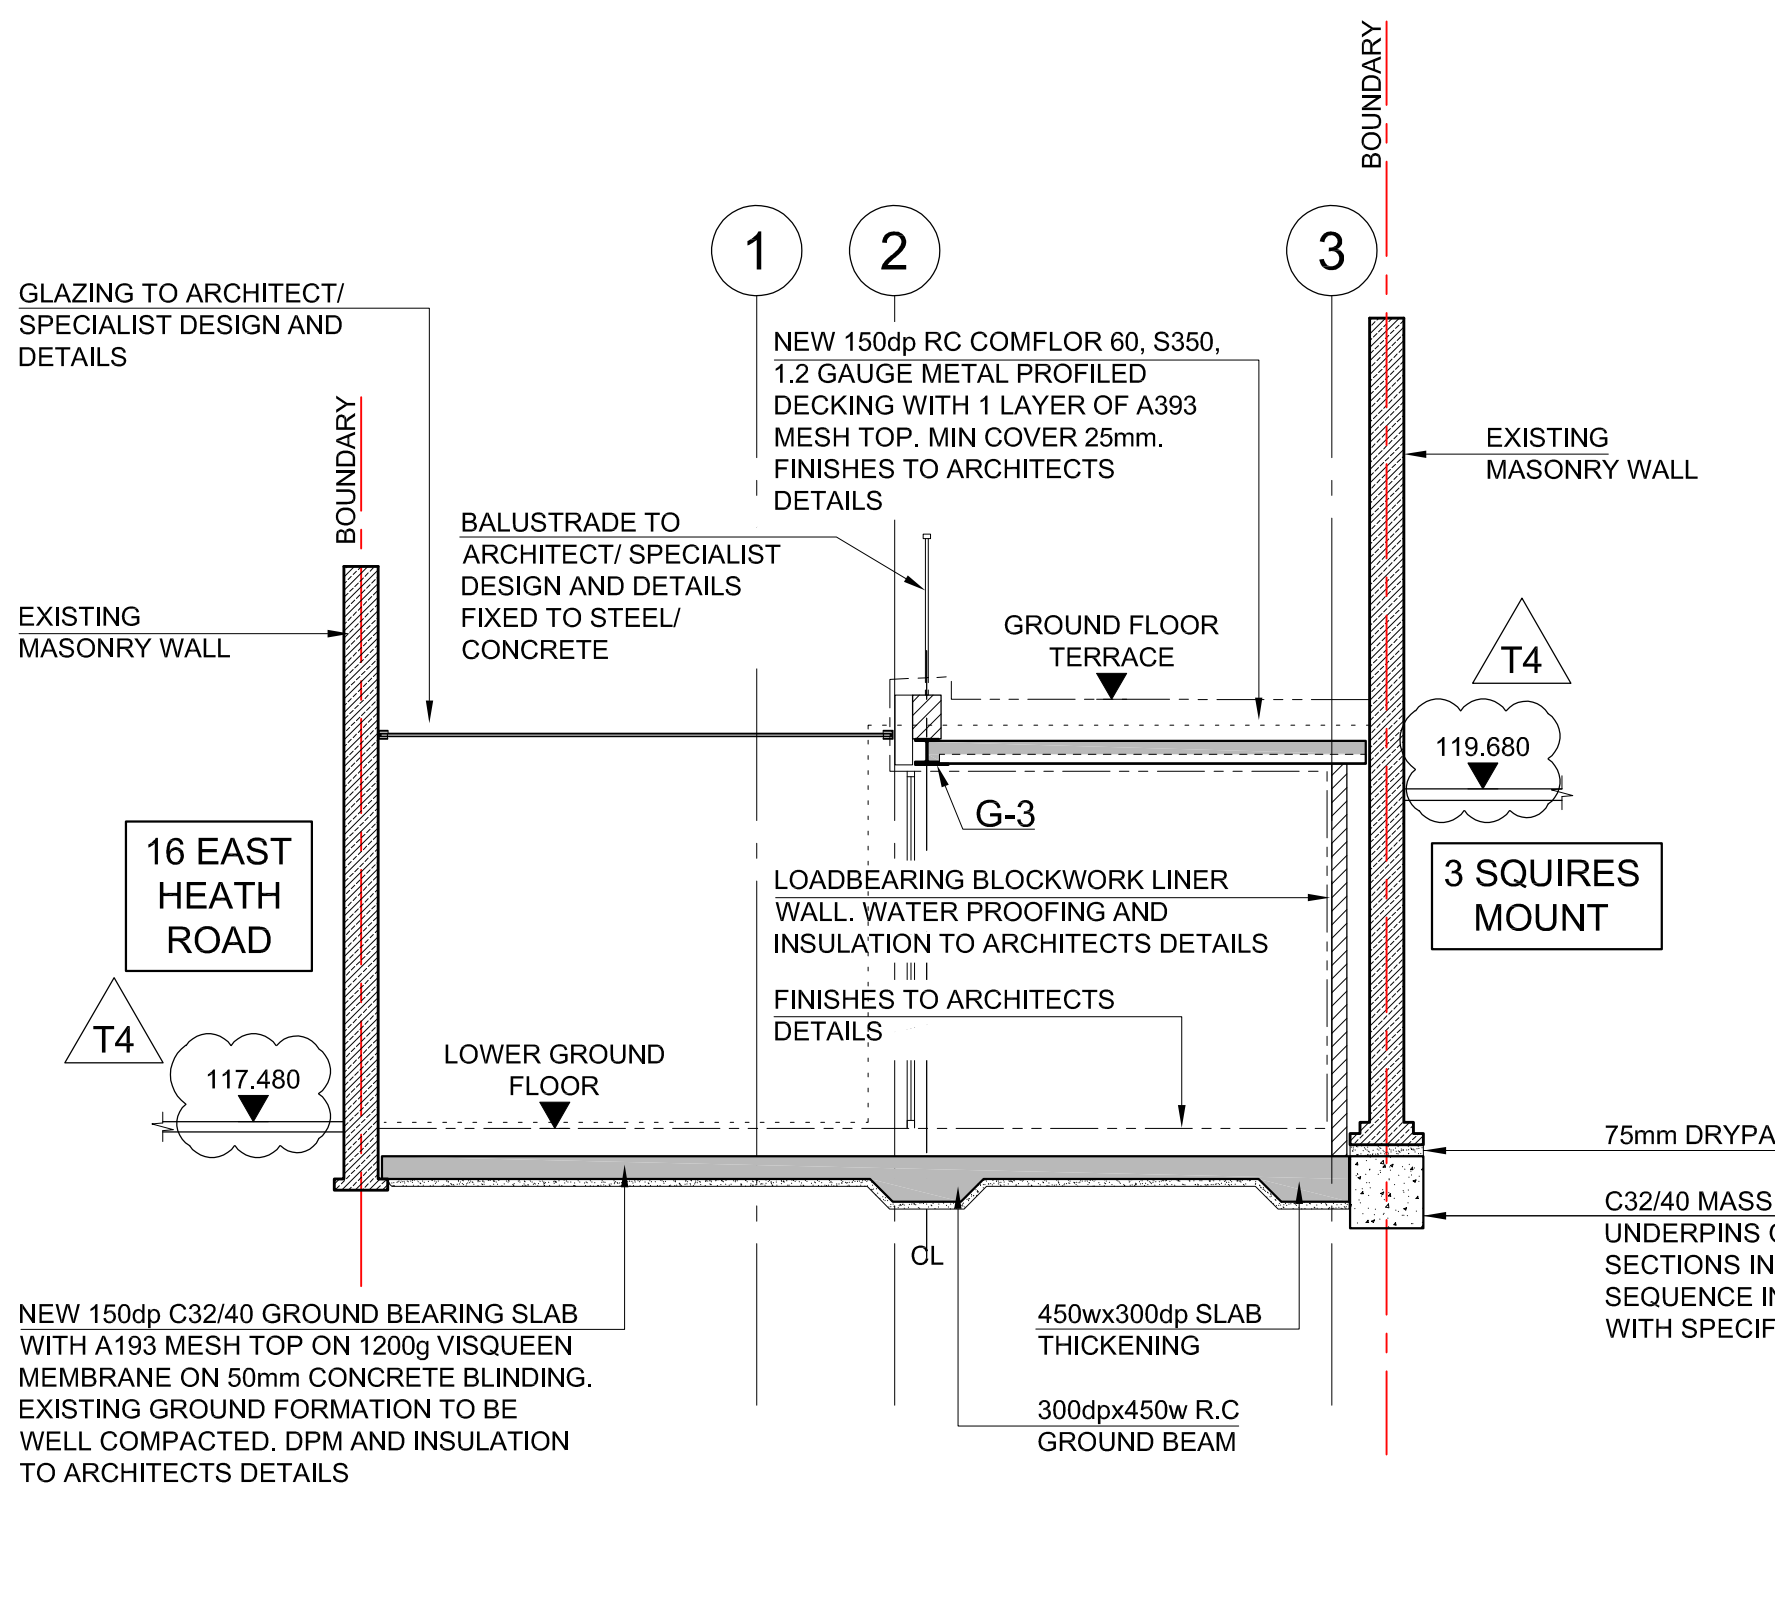 BOUNDARY
1
2
3
GLAZING TO ARCHITECT/
SPECIALIST DESIGN AND
DETAILS
NEW 150dp RC COMFLOR 60, S350,
1.2 GAUGE METAL PROFILED
DECKING WITH 1 LAYER OF A393
MESH TOP. MIN COVER 25mm.
FINISHES TO ARCHITECTS
DETAILS
BOUNDARY
EXISTING
MASONRY WALL
BALUSTRADE TO
ARCHITECT/ SPECIALIST
DESIGN AND DETAILS
FIXED TO STEEL/
CONCRETE
EXISTING
MASONRY WALL
GROUND FLOOR
TERRACE
T4
119.680
G-3
16 EAST
HEATH
ROAD
3 SQUIRES
MOUNT
LOADBEARING BLOCKWORK LINER
WALL. WATER PROOFING AND
INSULATION TO ARCHITECTS DETAILS
FINISHES TO ARCHITECTS
DETAILS
T4
117.480
LOWER GROUND
FLOOR
75mm DRYPA
C32/40 MASS
UNDERPINS
SECTIONS IN
SEQUENCE IN
WITH SPECIF
CL
NEW 150dp C32/40 GROUND BEARING SLAB
WITH A193 MESH TOP ON 1200g VISQUEEN
MEMBRANE ON 50mm CONCRETE BLINDING.
EXISTING GROUND FORMATION TO BE
WELL COMPACTED. DPM AND INSULATION
TO ARCHITECTS DETAILS
450wx300dp SLAB
THICKENING
300dpx450w R.C
GROUND BEAM